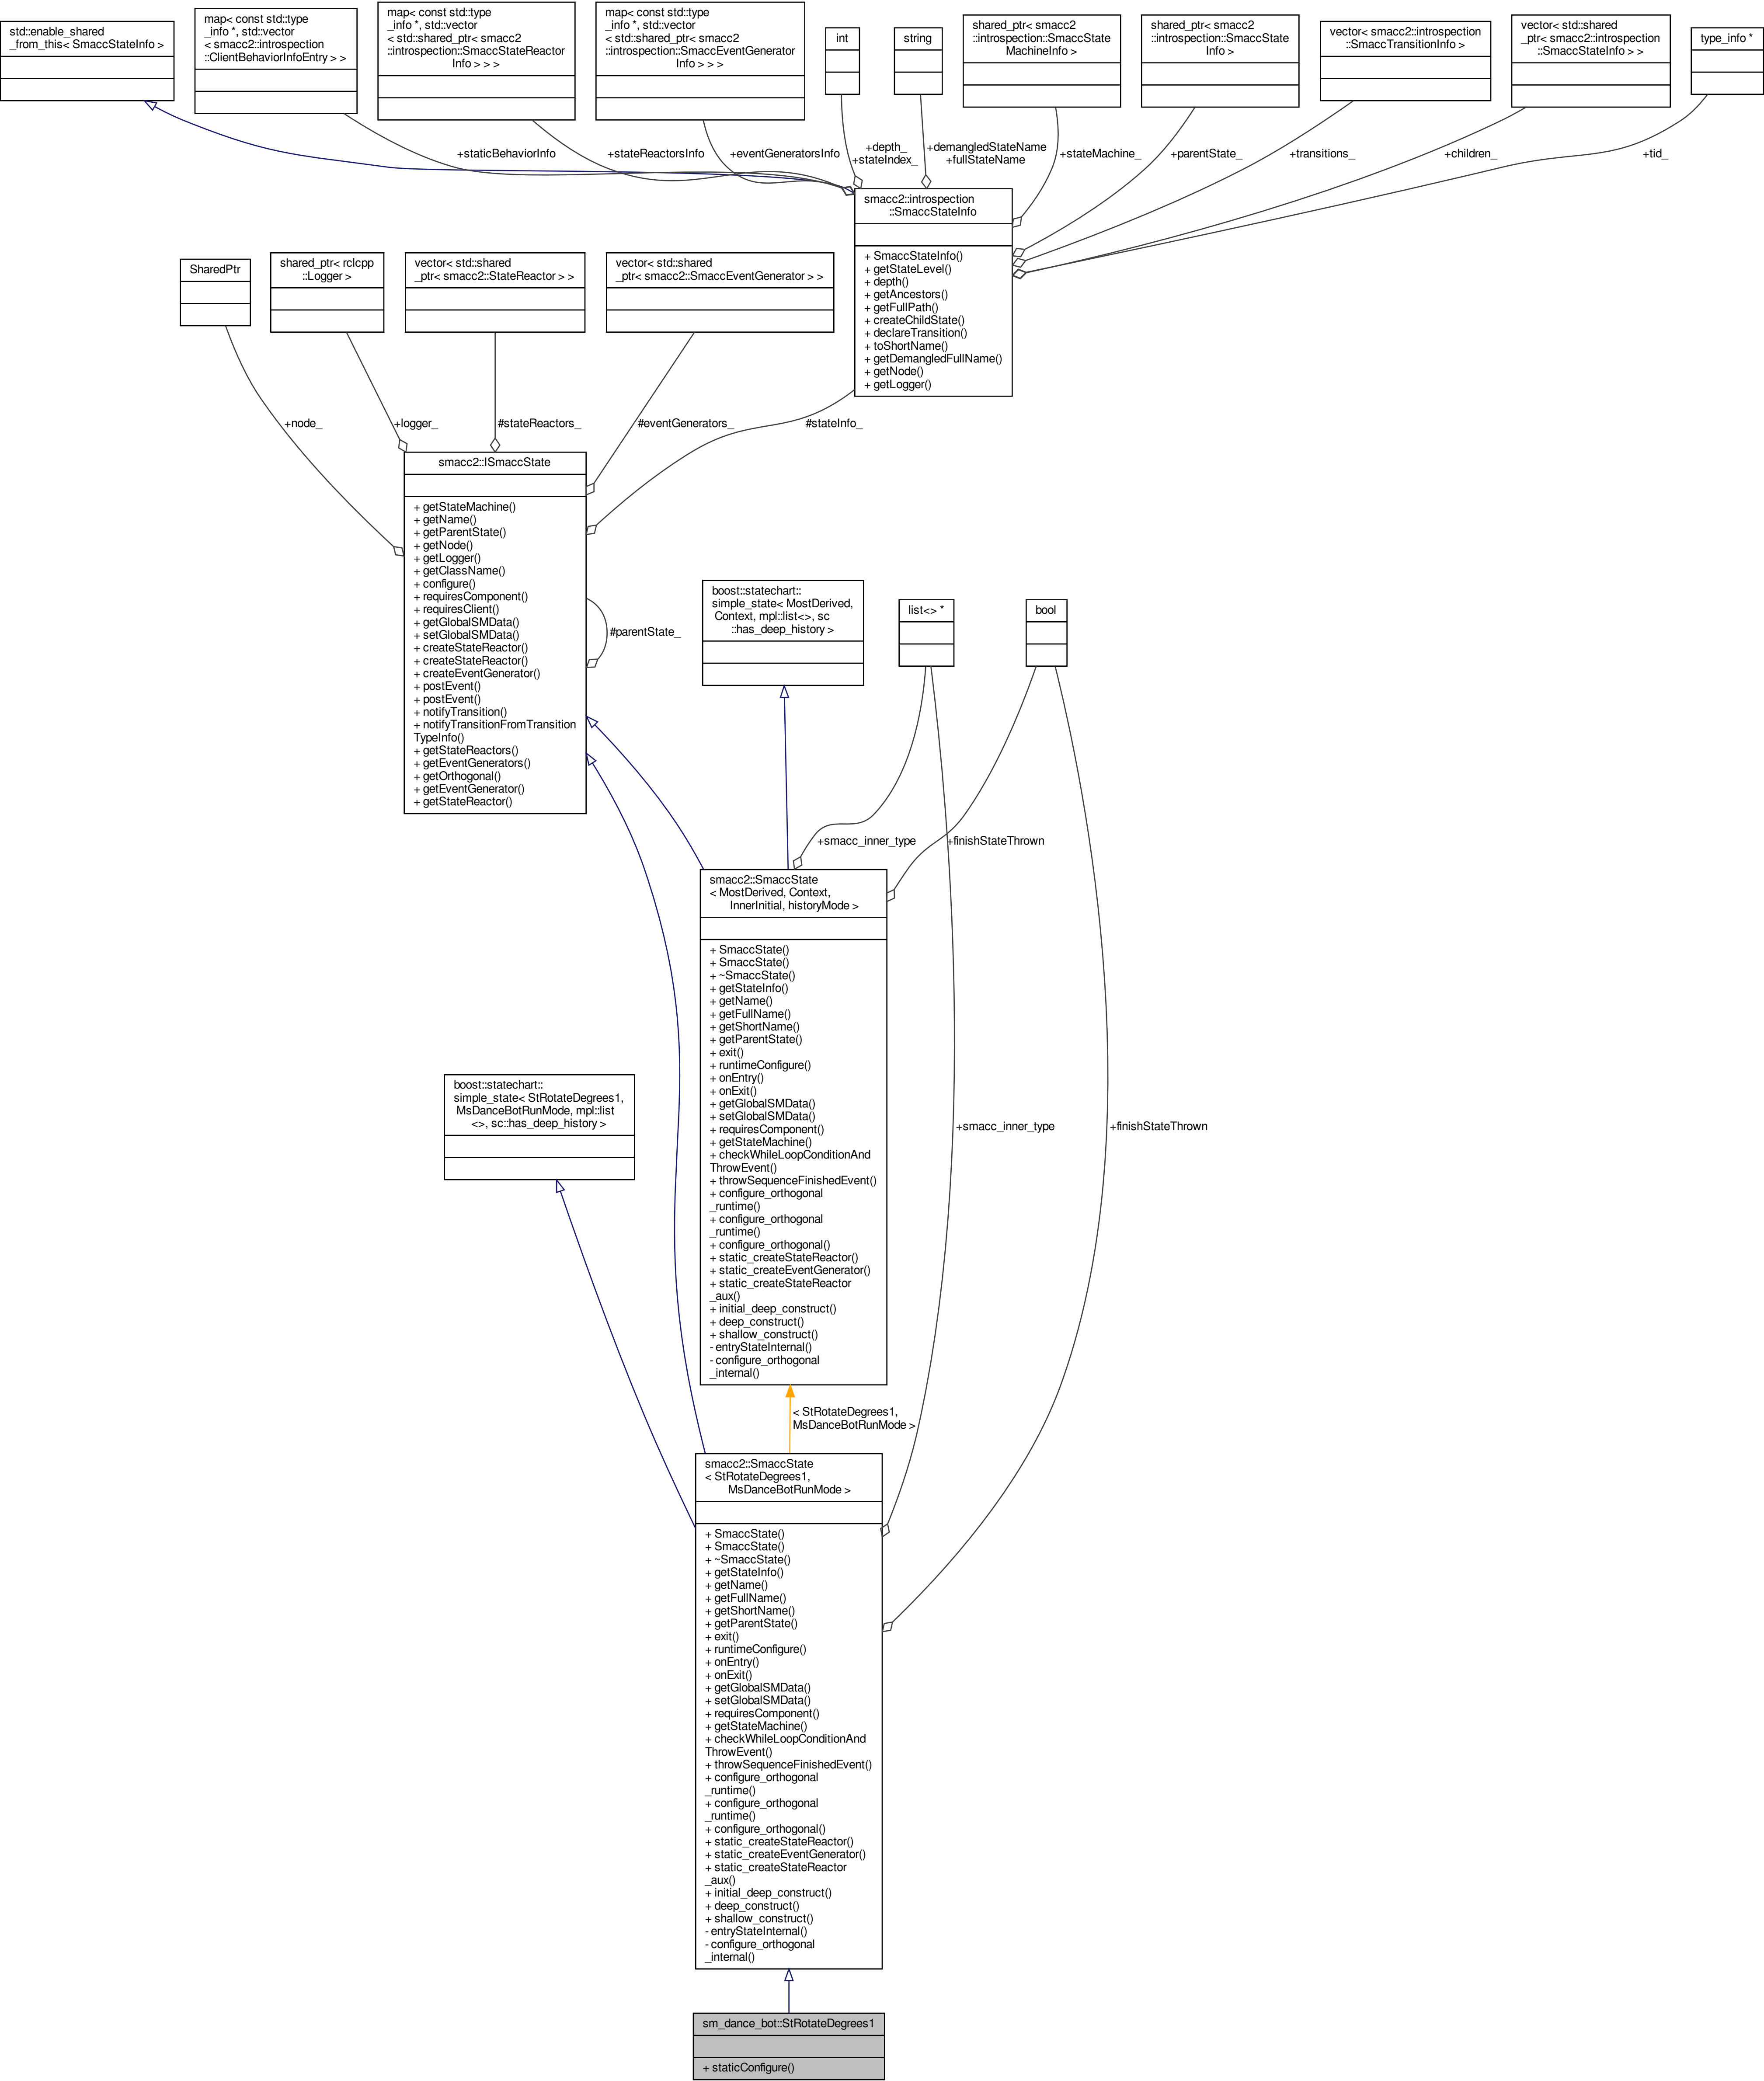 std::enable_shared
_from_this< SmaccStateInfo >
map< const std::type
_info *, std::vector
< smacc2::introspection
::ClientBehaviorInfoEntry > >
map< const std::type
_info *, std::vector
< std::shared_ptr< smacc2
::introspection::SmaccStateReactor
Info > > >
map< const std::type
_info *, std::vector
< std::shared_ptr< smacc2
::introspection::SmaccEventGenerator
Info > > >
int
string
shared_ptr< smacc2
::introspection::SmaccState
MachineInfo >
shared_ptr< smacc2
::introspection::SmaccState
Info >
vector< smacc2::introspection
::SmaccTransitionInfo >
vector< std::shared
_ptr< smacc2::introspection
::SmaccStateInfo > >
type_info *
+staticBehaviorInfo
+stateReactorsInfo
+eventGeneratorsInfo
+depth_
+stateIndex_
+demangledStateName
+fullStateName
+stateMachine_
+parentState_
+transitions_
+children_
+tid_
smacc2::introspection
::SmaccStateInfo
+ SmaccStateInfo()
+ getStateLevel()
+ depth()
+ getAncestors()
+ getFullPath()
+ createChildState()
+ declareTransition()
+ toShortName()
+ getDemangledFullName()
+ getNode()
+ getLogger()
SharedPtr
shared_ptr< rclcpp
::Logger >
vector< std::shared
_ptr< smacc2::StateReactor > >
vector< std::shared
_ptr< smacc2::SmaccEventGenerator > >
+node_
+logger_
#stateReactors_
#eventGenerators_
#stateInfo_
smacc2::ISmaccState
+ getStateMachine()
+ getName()
+ getParentState()
+ getNode()
+ getLogger()
+ getClassName()
+ configure()
+ requiresComponent()
+ requiresClient()
+ getGlobalSMData()
+ setGlobalSMData()
+ createStateReactor()
+ createStateReactor()
+ createEventGenerator()
+ postEvent()
+ postEvent()
+ notifyTransition()
+ notifyTransitionFromTransition
TypeInfo()
+ getStateReactors()
+ getEventGenerators()
+ getOrthogonal()
+ getEventGenerator()
+ getStateReactor()
#parentState_
boost::statechart::
simple_state< MostDerived,
Context, mpl::list<>, sc
::has_deep_history >
list<> *
bool
+smacc_inner_type
+finishStateThrown
smacc2::SmaccState
< MostDerived, Context,
InnerInitial, historyMode >
+ SmaccState()
+ SmaccState()
+ ~SmaccState()
+ getStateInfo()
+ getName()
+ getFullName()
+ getShortName()
+ getParentState()
+ exit()
+ runtimeConfigure()
+ onEntry()
+ onExit()
+ getGlobalSMData()
+ setGlobalSMData()
+ requiresComponent()
+ getStateMachine()
+ checkWhileLoopConditionAnd
ThrowEvent()
+ throwSequenceFinishedEvent()
+ configure_orthogonal
_runtime()
+ configure_orthogonal
_runtime()
+ configure_orthogonal()
+ static_createStateReactor()
+ static_createEventGenerator()
+ static_createStateReactor
_aux()
+ initial_deep_construct()
+ deep_construct()
+ shallow_construct()
- entryStateInternal()
- configure_orthogonal
_internal()
boost::statechart::
simple_state< StRotateDegrees1,
MsDanceBotRunMode, mpl::list
<>, sc::has_deep_history >
+smacc_inner_type
+finishStateThrown
< StRotateDegrees1,
MsDanceBotRunMode >
smacc2::SmaccState
< StRotateDegrees1,
MsDanceBotRunMode >
+ SmaccState()
+ SmaccState()
+ ~SmaccState()
+ getStateInfo()
+ getName()
+ getFullName()
+ getShortName()
+ getParentState()
+ exit()
+ runtimeConfigure()
+ onEntry()
+ onExit()
+ getGlobalSMData()
+ setGlobalSMData()
+ requiresComponent()
+ getStateMachine()
+ checkWhileLoopConditionAnd
ThrowEvent()
+ throwSequenceFinishedEvent()
+ configure_orthogonal
_runtime()
+ configure_orthogonal
_runtime()
+ configure_orthogonal()
+ static_createStateReactor()
+ static_createEventGenerator()
+ static_createStateReactor
_aux()
+ initial_deep_construct()
+ deep_construct()
+ shallow_construct()
- entryStateInternal()
- configure_orthogonal
_internal()
sm_dance_bot::StRotateDegrees1
+ staticConfigure()